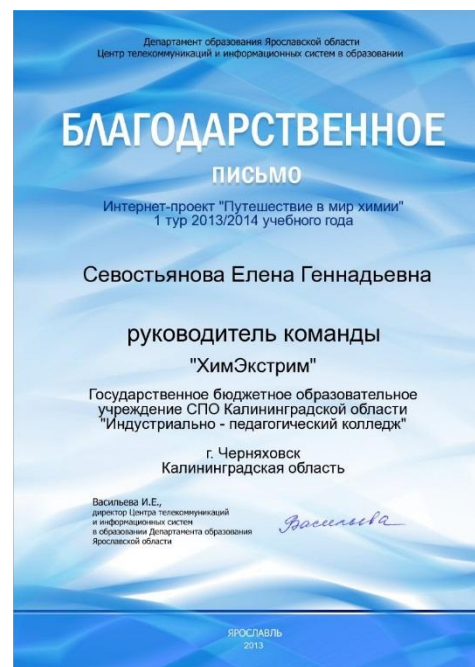 Департамент образования Ярославской области
Центр телекоммуникаций и информационных систем в образовании
БЛАГОДАРСТВЕННОЕ
ПИСЬМО
Интернет-проект "Путешествие в мир химии"
1 тур 2013/2014 учебного года
Севостьянова Елена Геннадьевна
руководитель команды
"ХимЭкстрим"
Государственное бюджетное образовательное
учреждение СПО Калининградской области
"Индустриально - педагогический колледж"
г. Черняховск
Калининградская область
Васильева И.Е.,
директор Центра телекоммуникаций
и информационных систем
в образовании Департамента образования
Ярославской области
Васильева
ЯРОСЛАВЛЬ
2013